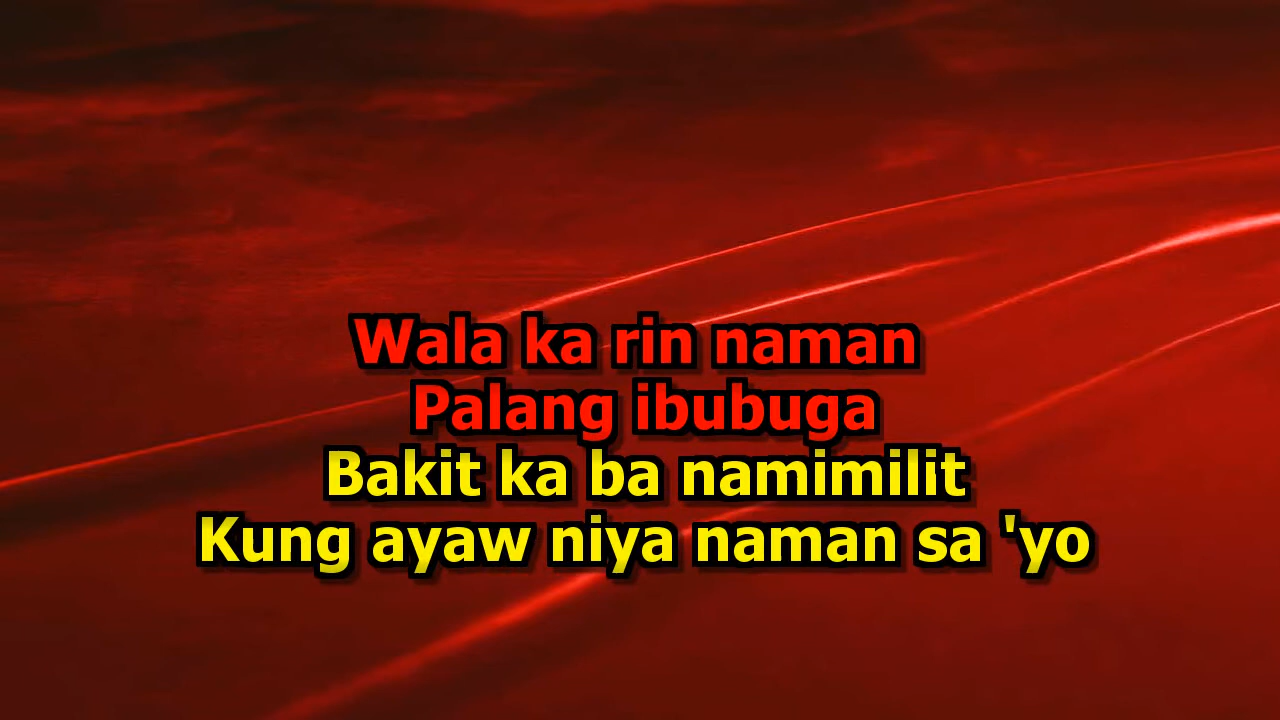 Wala ka rin naman
Palang ibubuga
Bakit ka ba namimilit
Kung ayaw niya naman sa 'yo